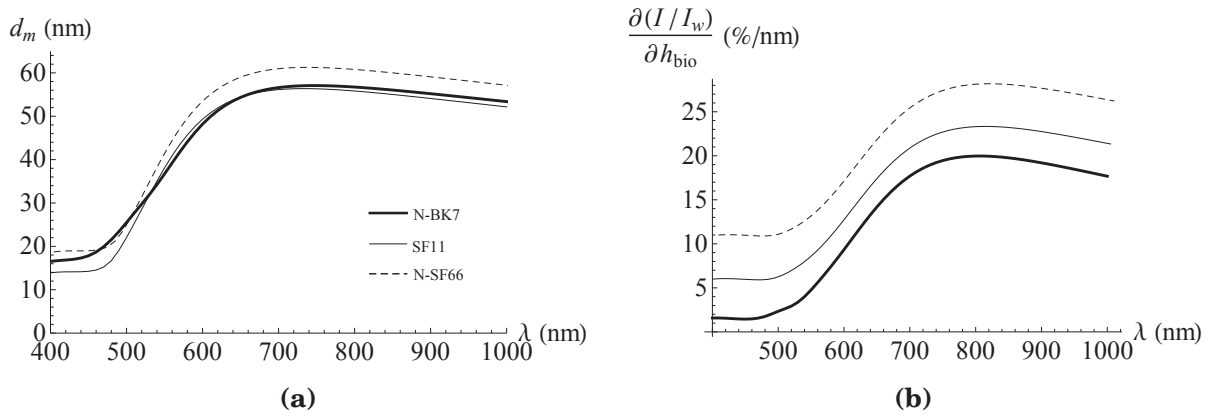 d_m (nm)
60
50
40
30
20
10
0
400 500 600 700 800 900 1000
λ (nm)
N-BK7
SF11
N-SF66
(a)
∂(I / I_w)
∂h_bio
(%/nm)
25
20
15
10
5
500 600 700 800 900 1000
λ (nm)
(b)